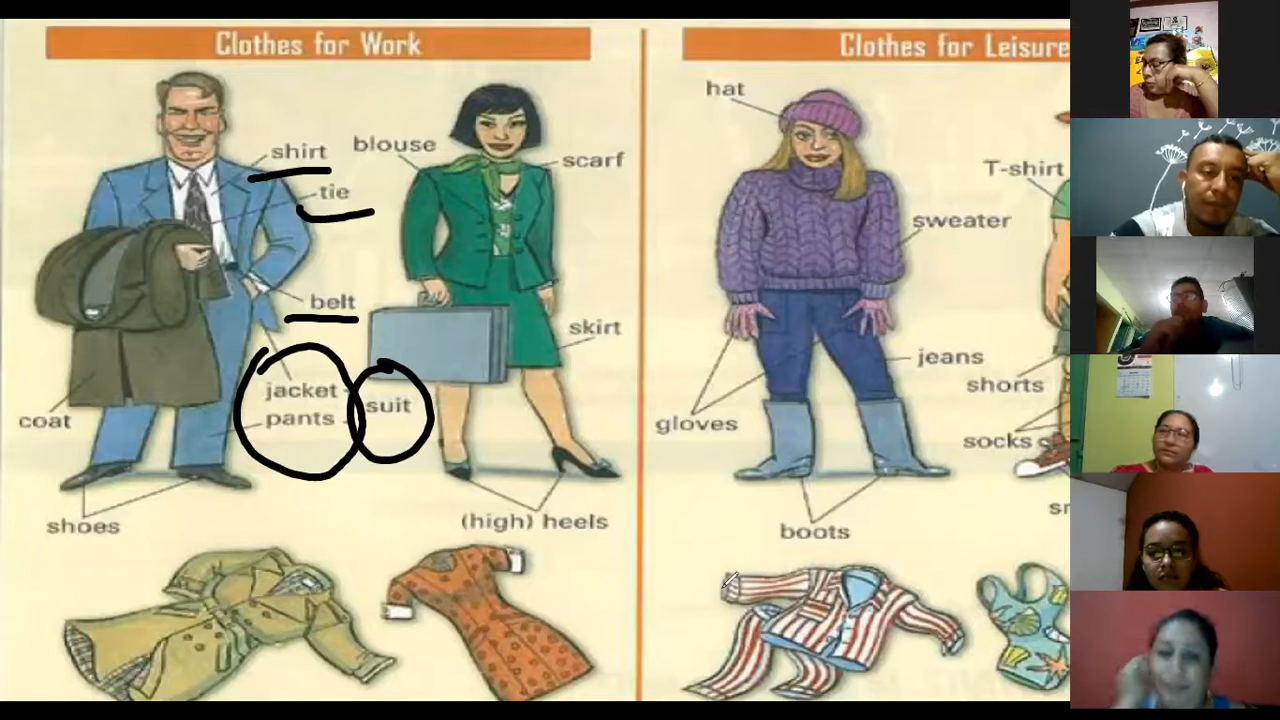 Clothes for Work
shirt
tie
blouse
scarf
belt
skirt
jacket
pants
suit
coat
shoes
(high) heels
Clothes for Leisure
hat
T-shirt
sweater
jeans
shorts
gloves
socks
boots